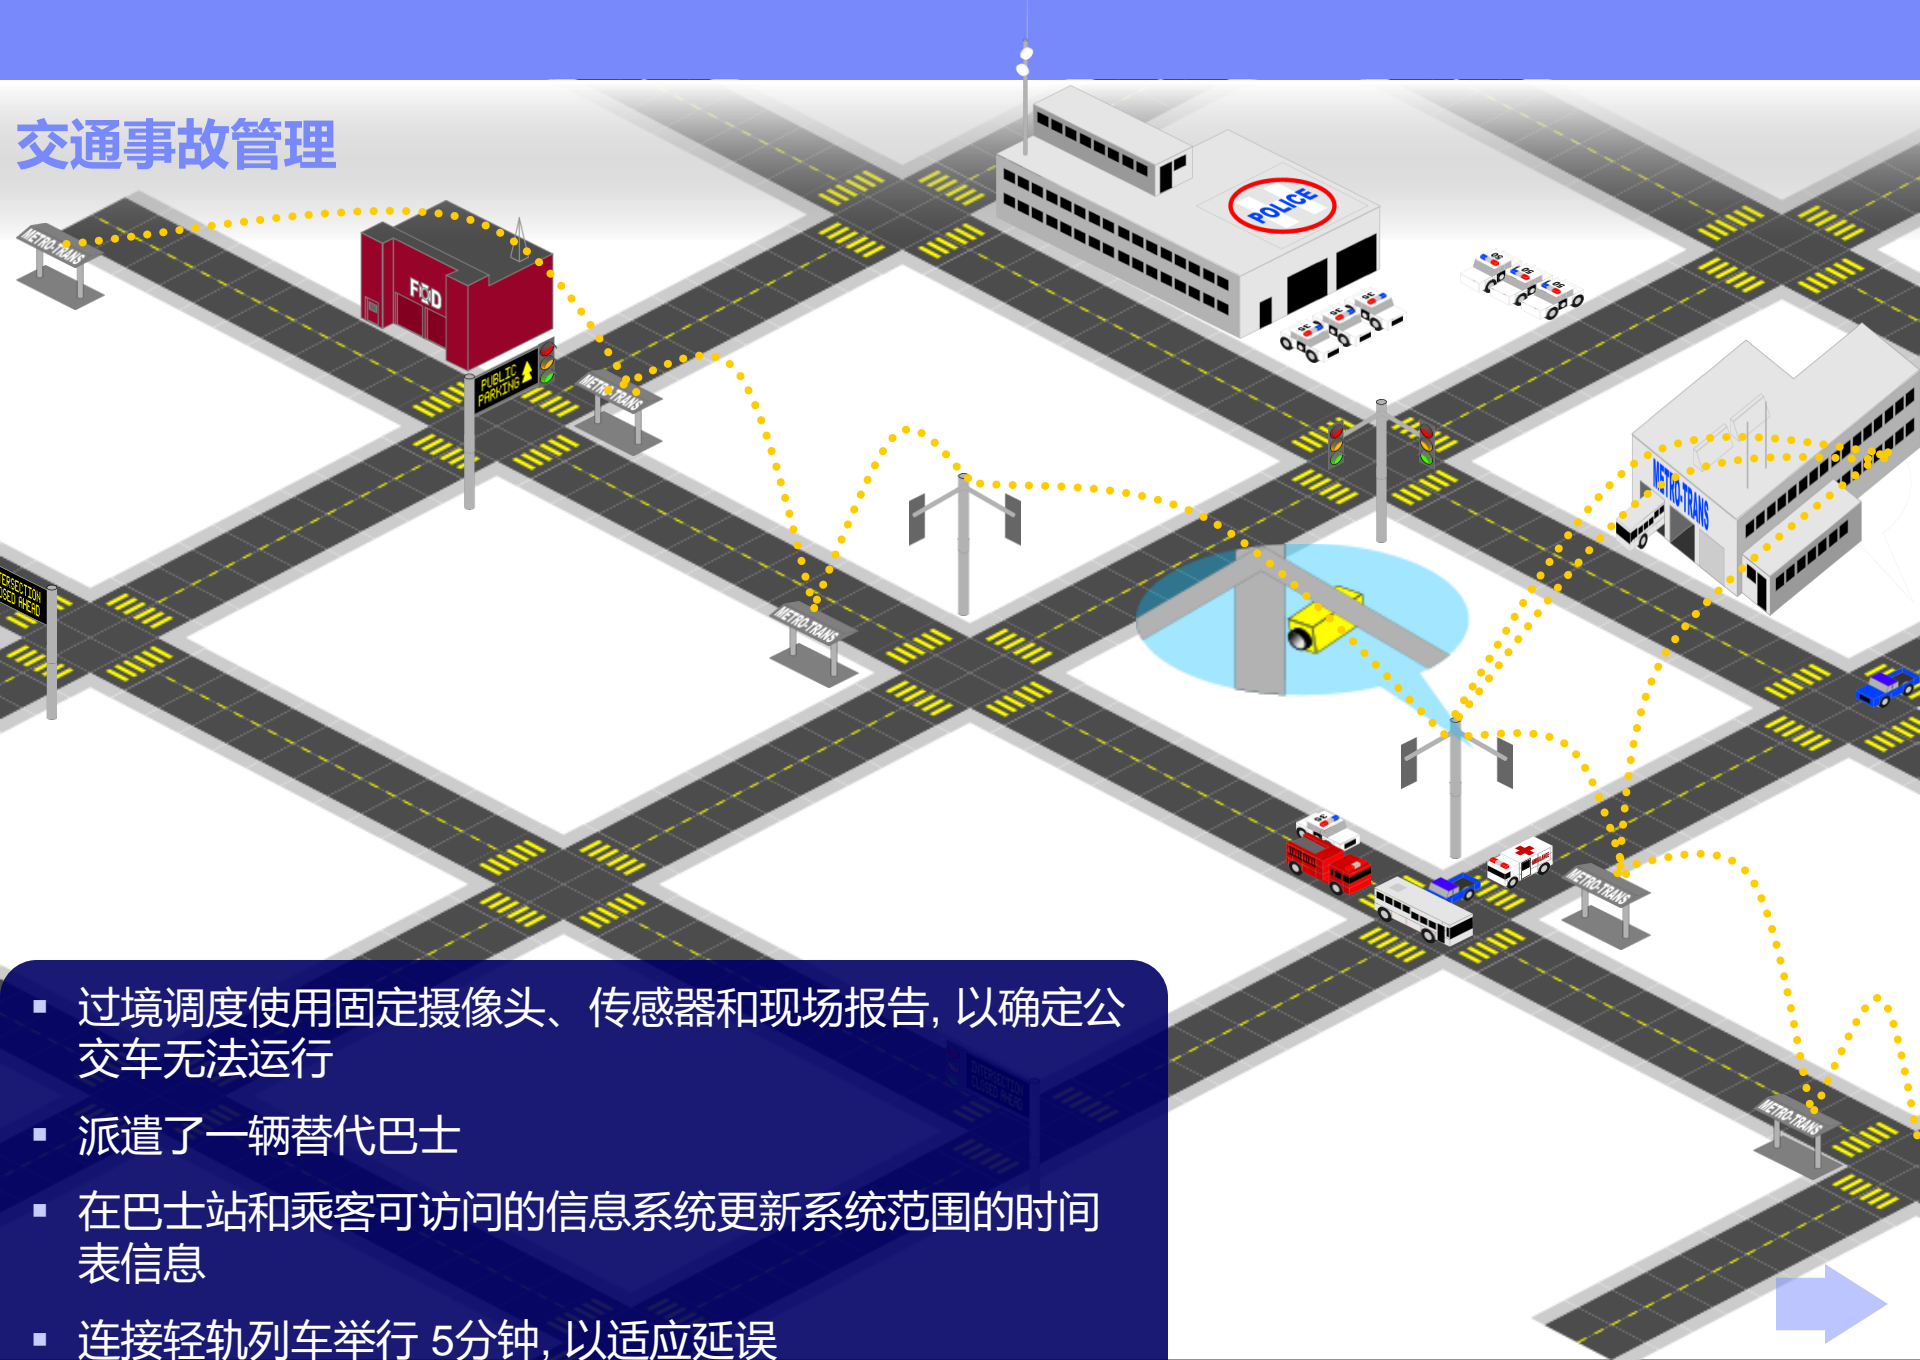 交通事故管理
POLICE
METRO-TRANS
FOD
PUBLIC
PARKING
METRO-TRANS
METRO-TRANS
METRO-TRANS
METRO-TRANS
METRO-TRANS
INTERSECTION
CLOSED AHEAD
▪ 过境调度使用固定摄像头、传感器和现场报告, 以确定公
交车无法运行
▪ 派遣了一辆替代巴士
▪ 在巴士站和乘客可访问的信息系统更新系统范围的时间
表信息
▪ 连接轻轨列车举行 5分钟, 以适应延误